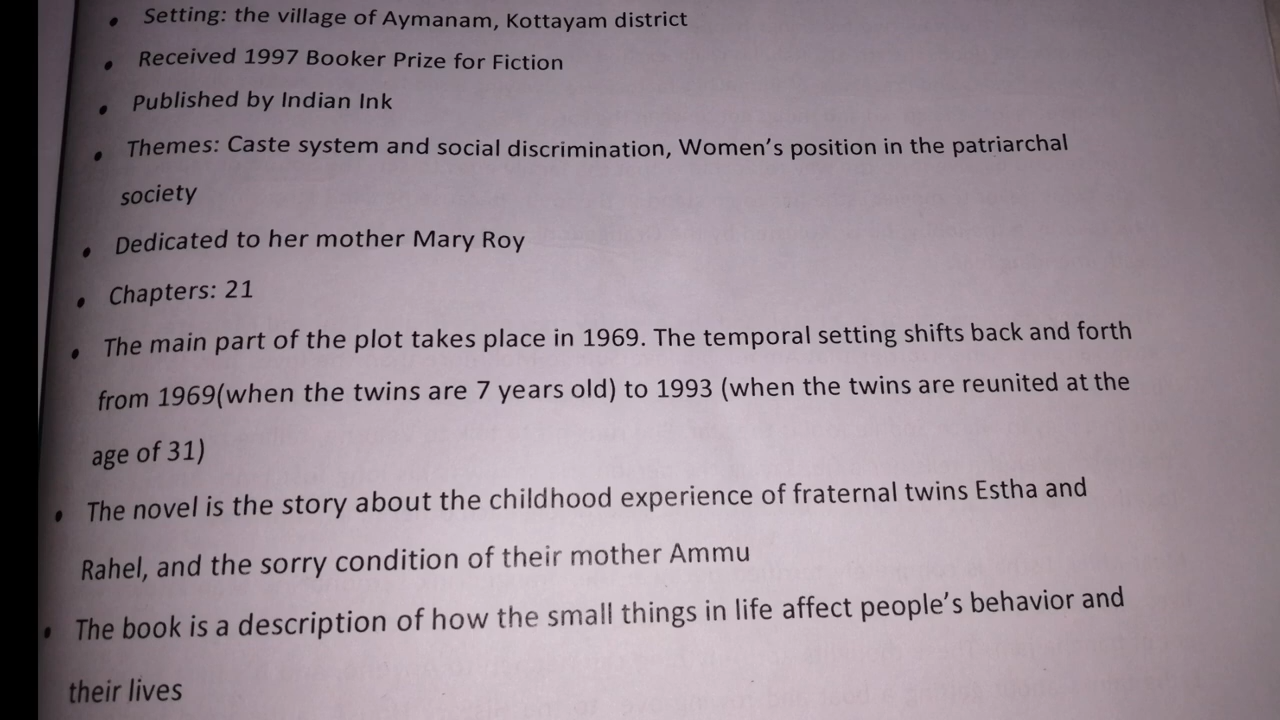 • Setting: the village of Aymanam, Kottayam district
• Received 1997 Booker Prize for Fiction
• Published by Indian Ink
• Themes: Caste system and social discrimination, Women's position in the patriarchal
society
• Dedicated to her mother Mary Roy
• Chapters: 21
• The main part of the plot takes place in 1969. The temporal setting shifts back and forth
from 1969(when the twins are 7 years old) to 1993 (when the twins are reunited at the
age of 31)
• The novel is the story about the childhood experience of fraternal twins Estha and
Rahel, and the sorry condition of their mother Ammu
• The book is a description of how the small things in life affect people's behavior and
their lives